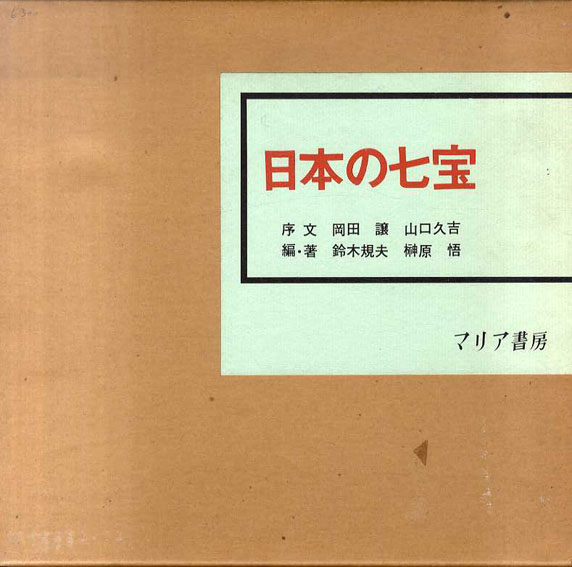 日本の七宝
序文 岡田 譲 山口久吉
編・著 鈴木規夫 榊原 悟
マリア書房